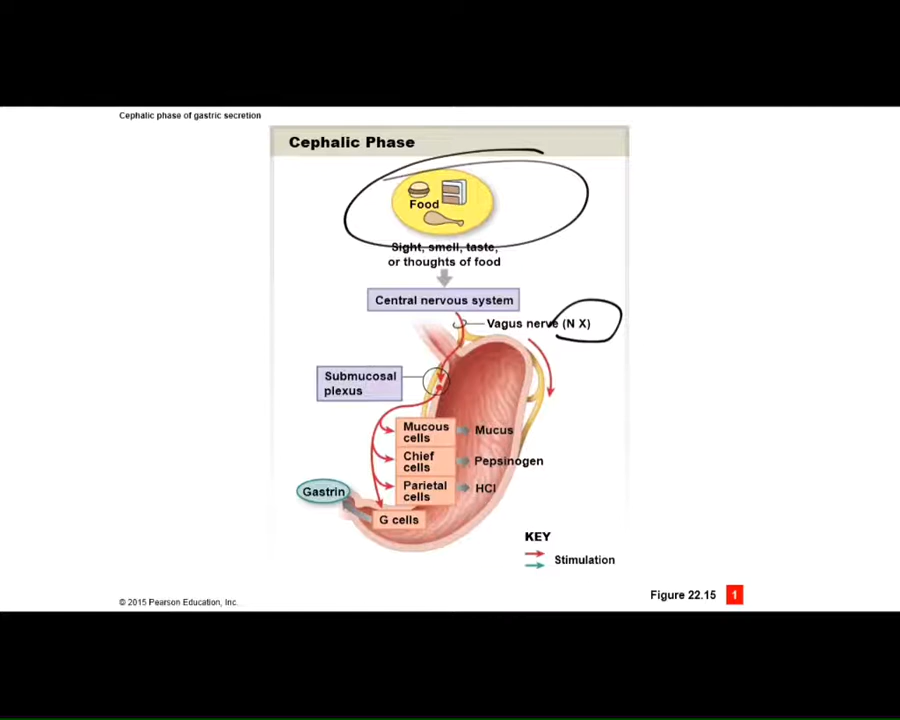 Cephalic phase of gastric secretion
Cephalic Phase
Food
Sight, smell, taste,
or thoughts of food
Central nervous system
Vagus nerve (N X)
Submucosal
plexus
Mucous
cells
Mucus
Chief
cells
Pepsinogen
Parietal
cells
HCl
Gastrin
G cells
KEY
Stimulation
Figure 22.15 1
© 2015 Pearson Education, Inc.